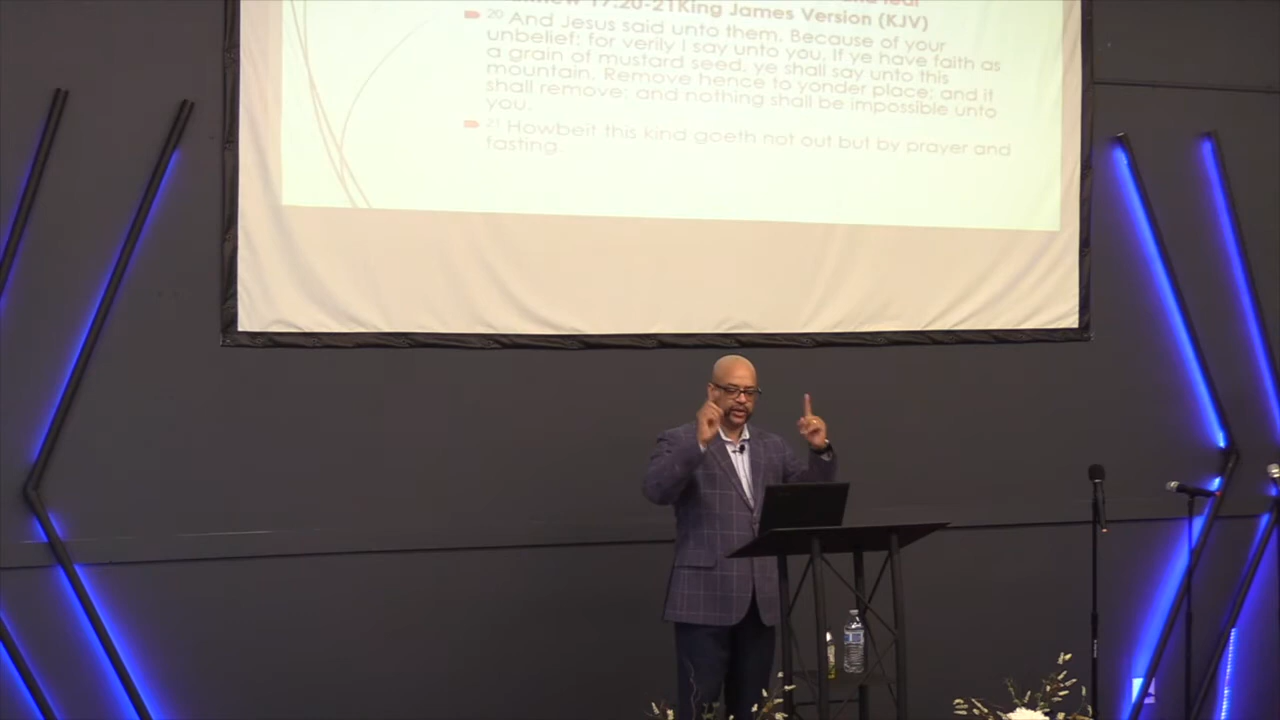 17:20-21King James Version (KJV)
20 And Jesus said unto them, Because of your
unbelief: for verily I say unto you, If ye have faith as
a grain of mustard seed, ye shall say unto this
mountain, Remove hence to yonder place; and it
shall remove; and nothing shall be impossible unto
you.
21 Howbeit this kind goeth not out but by prayer and
fasting.